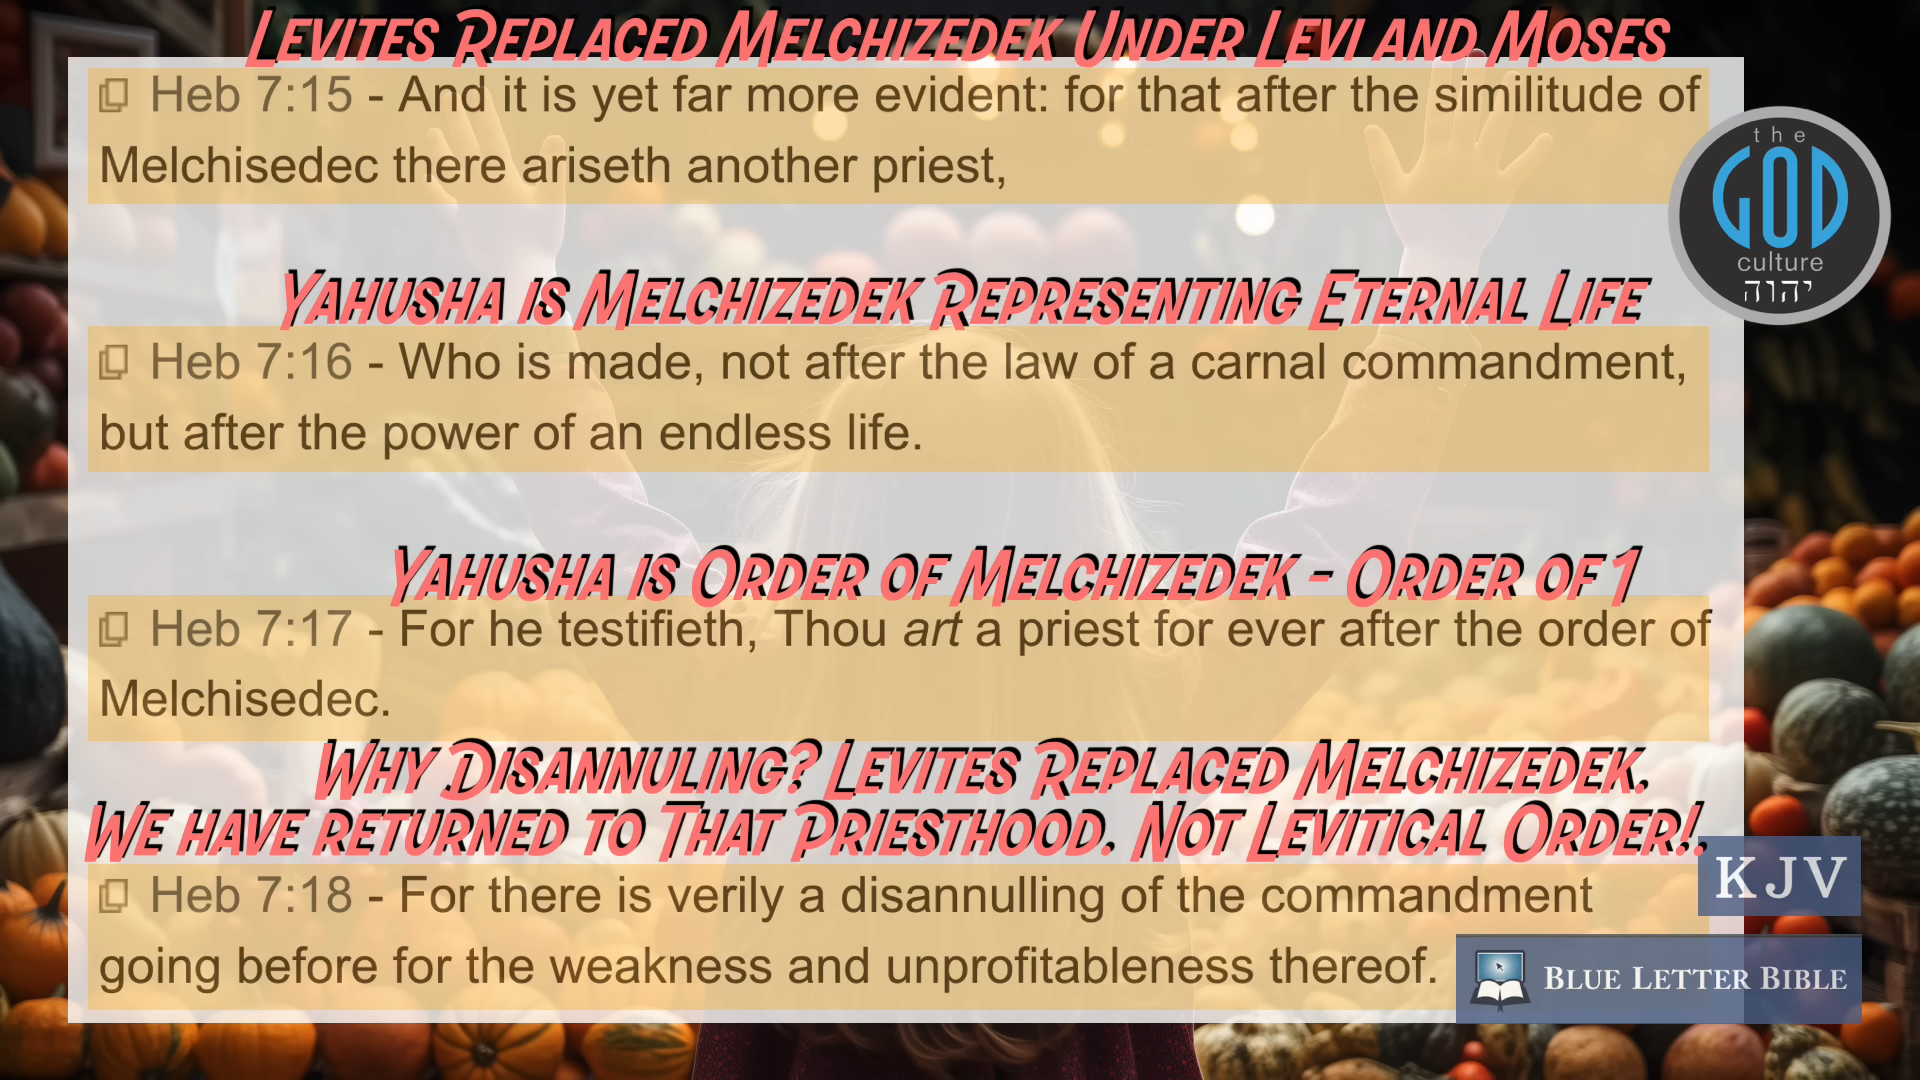 Levites Replaced Melchizedek Under Levi and Moses
Heb 7:15 - And it is yet far more evident: for that after the similitude of
Melchisedec there ariseth another priest,
the
GOD
culture
יהוה
Yahusha is Melchizedek Representing Eternal Life
Heb 7:16 - Who is made, not after the law of a carnal commandment,
but after the power of an endless life.
Yahusha is Order of Melchizedek - Order of 1
Heb 7:17 - For he testifieth, Thou art a priest for ever after the order of
Melchisedec.
Why Disannuling? Levites Replaced Melchizedek.
We have returned to That Priesthood. Not Levitical Order!.
Heb 7:18 - For there is verily a disannulling of the commandment
going before for the weakness and unprofitableness thereof.
KJV
Blue Letter Bible